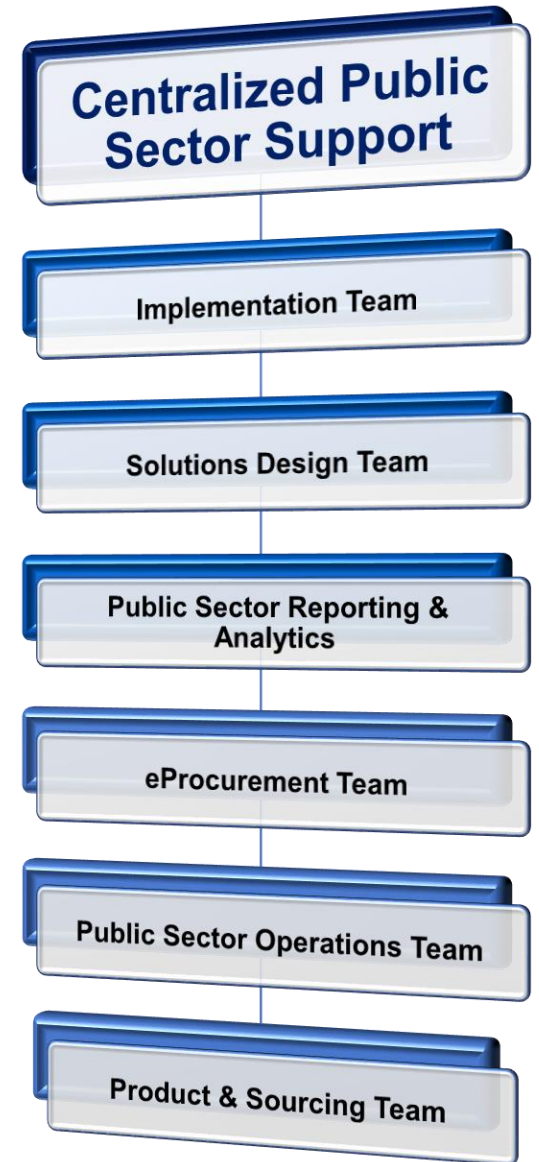 Centralized Public
Sector Support
Implementation Team
Solutions Design Team
Public Sector Reporting &
Analytics
eProcurement Team
Public Sector Operations Team
Product & Sourcing Team